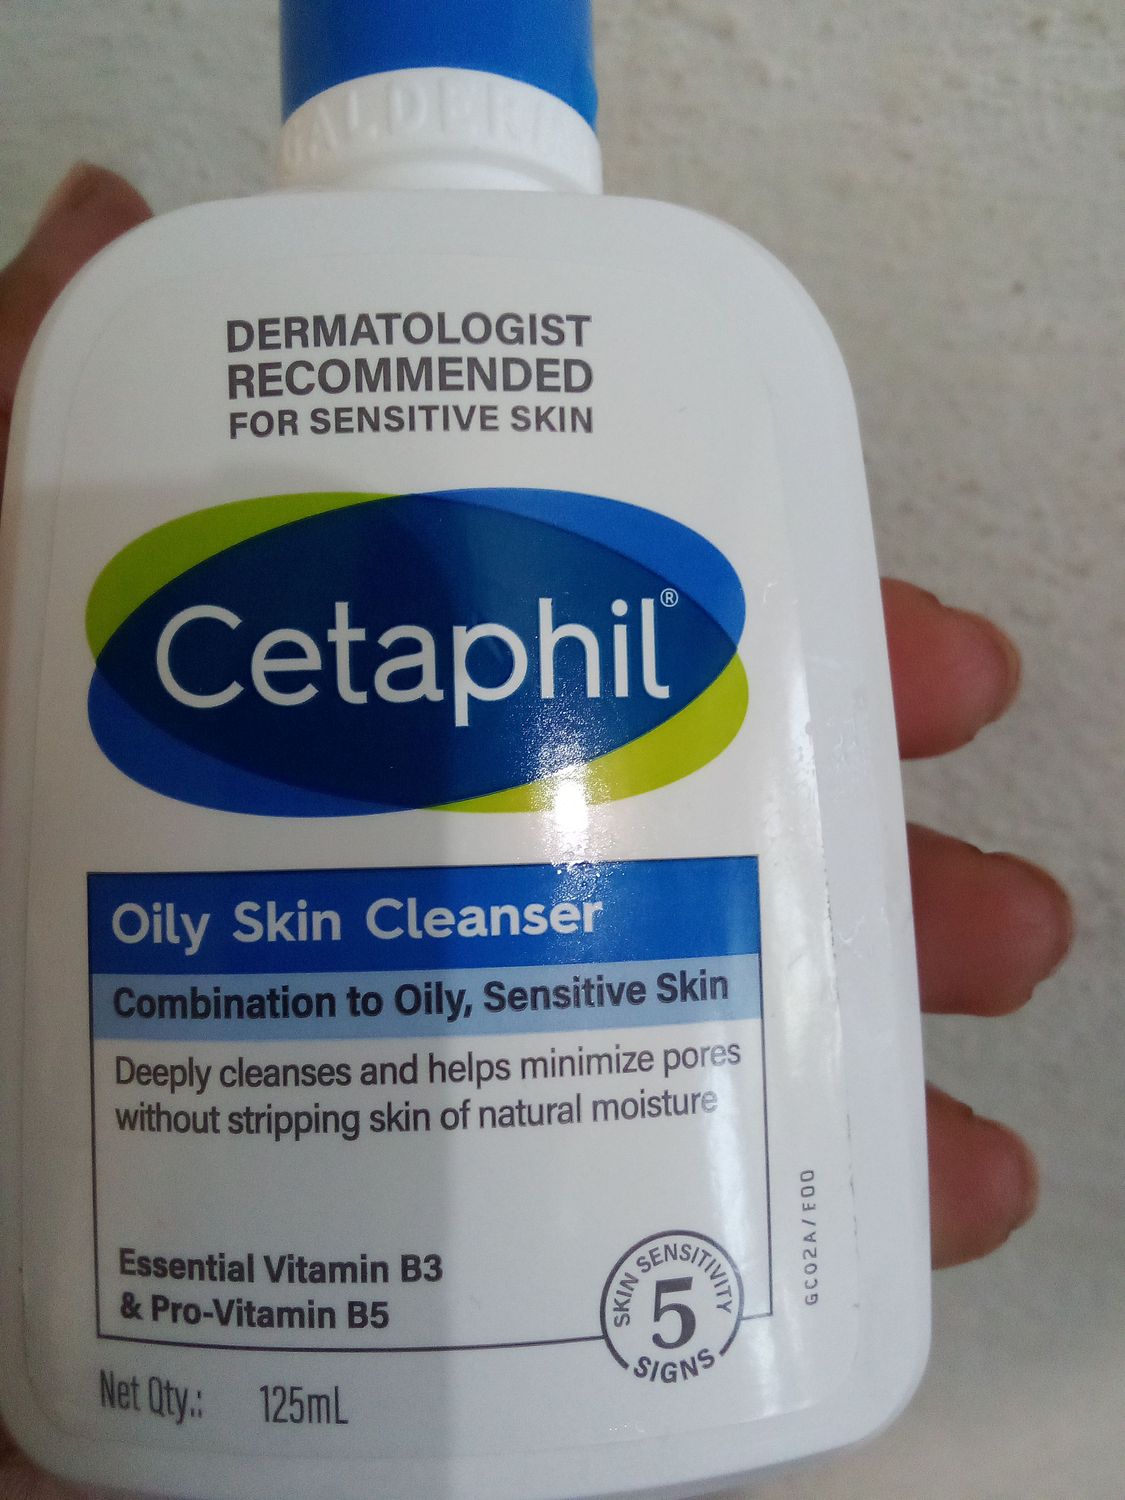 GALDERMA
DERMATOLOGIST
RECOMMENDED
FOR SENSITIVE SKIN
Cetaphil®
Oily Skin Cleanser
Combination to Oily, Sensitive Skin
Deeply cleanses and helps minimize pores
without stripping skin of natural moisture
Essential Vitamin B3
& Pro-Vitamin B5
SKIN SENSITIVITY
5
SIGNS
GC02A/E00
Net Qty.: 125mL